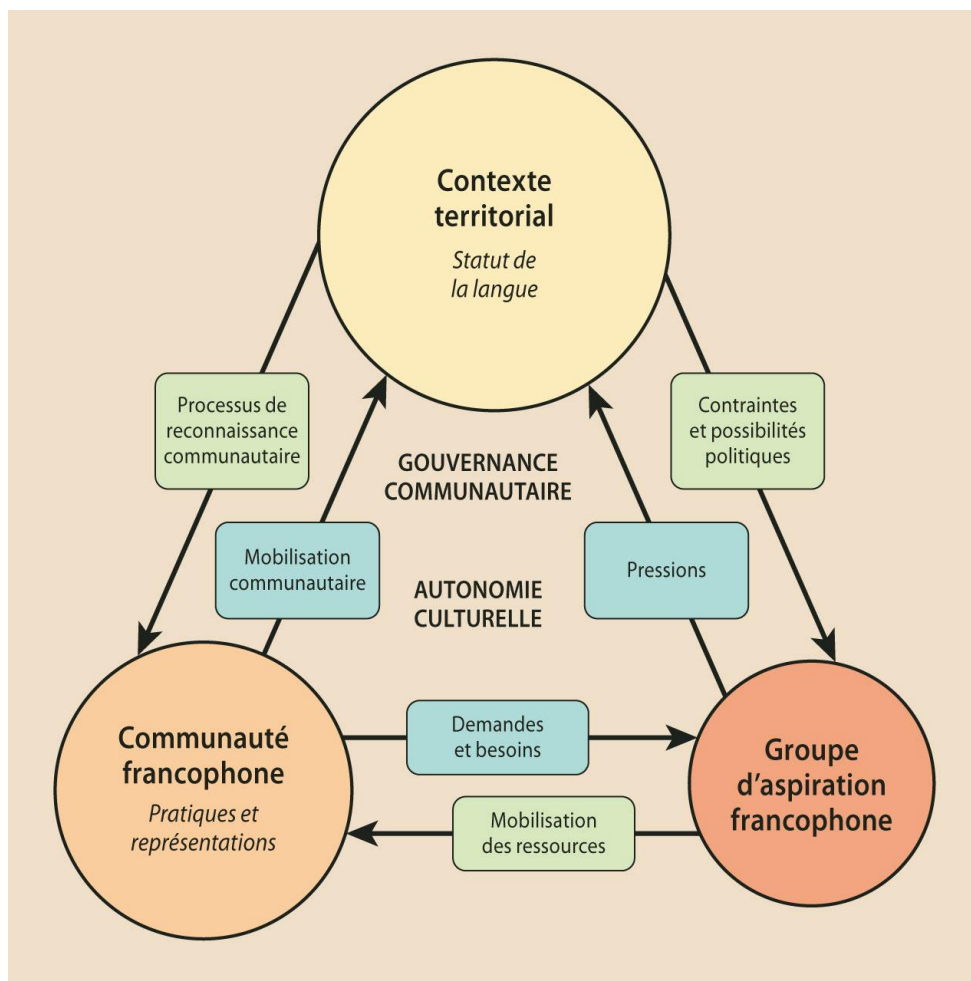 Contexte
territorial
Statut de
la langue
Processus de
reconnaissance
communautaire
Contraintes
et possibilités
politiques
GOUVERNANCE
COMMUNAUTAIRE
Mobilisation
communautaire
Pressions
AUTONOMIE
CULTURELLE
Communauté
francophone
Pratiques et
représentations
Demandes
et besoins
Mobilisation
des ressources
Groupe
d'aspiration
francophone